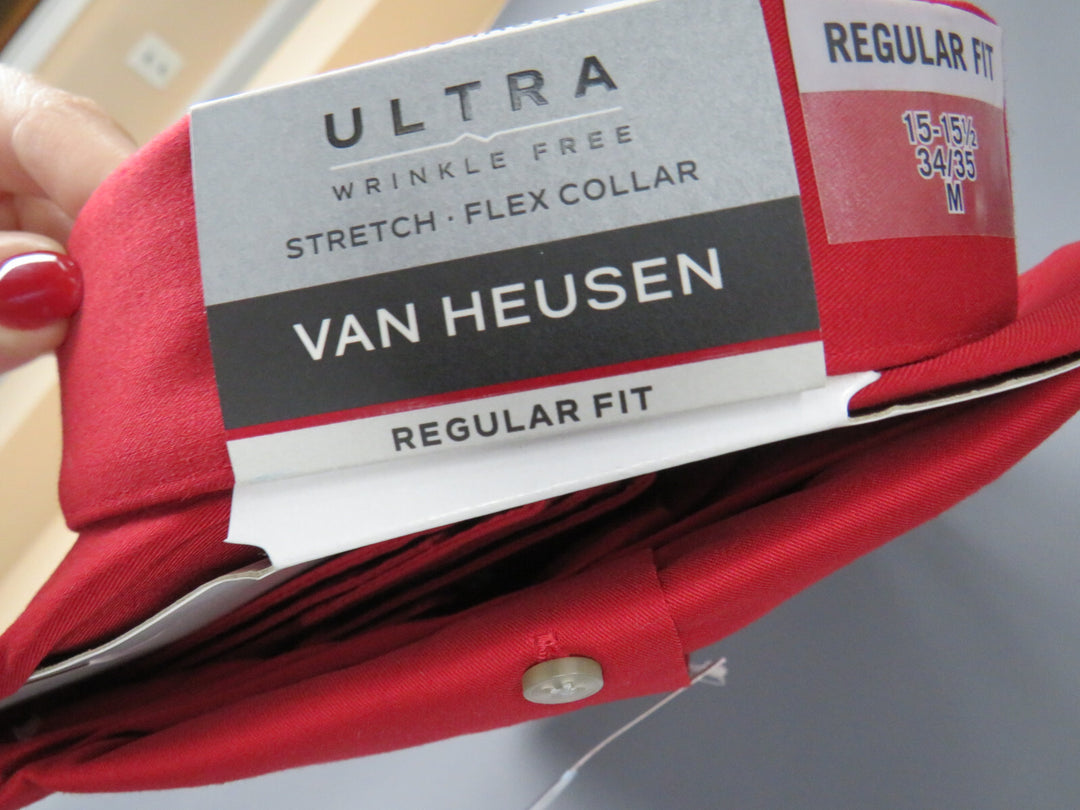 ULTRA
WRINKLE FREE
STRETCH · FLEX COLLAR
VAN HEUSEN
REGULAR FIT
REGULAR FIT
15-15½
34/35
M